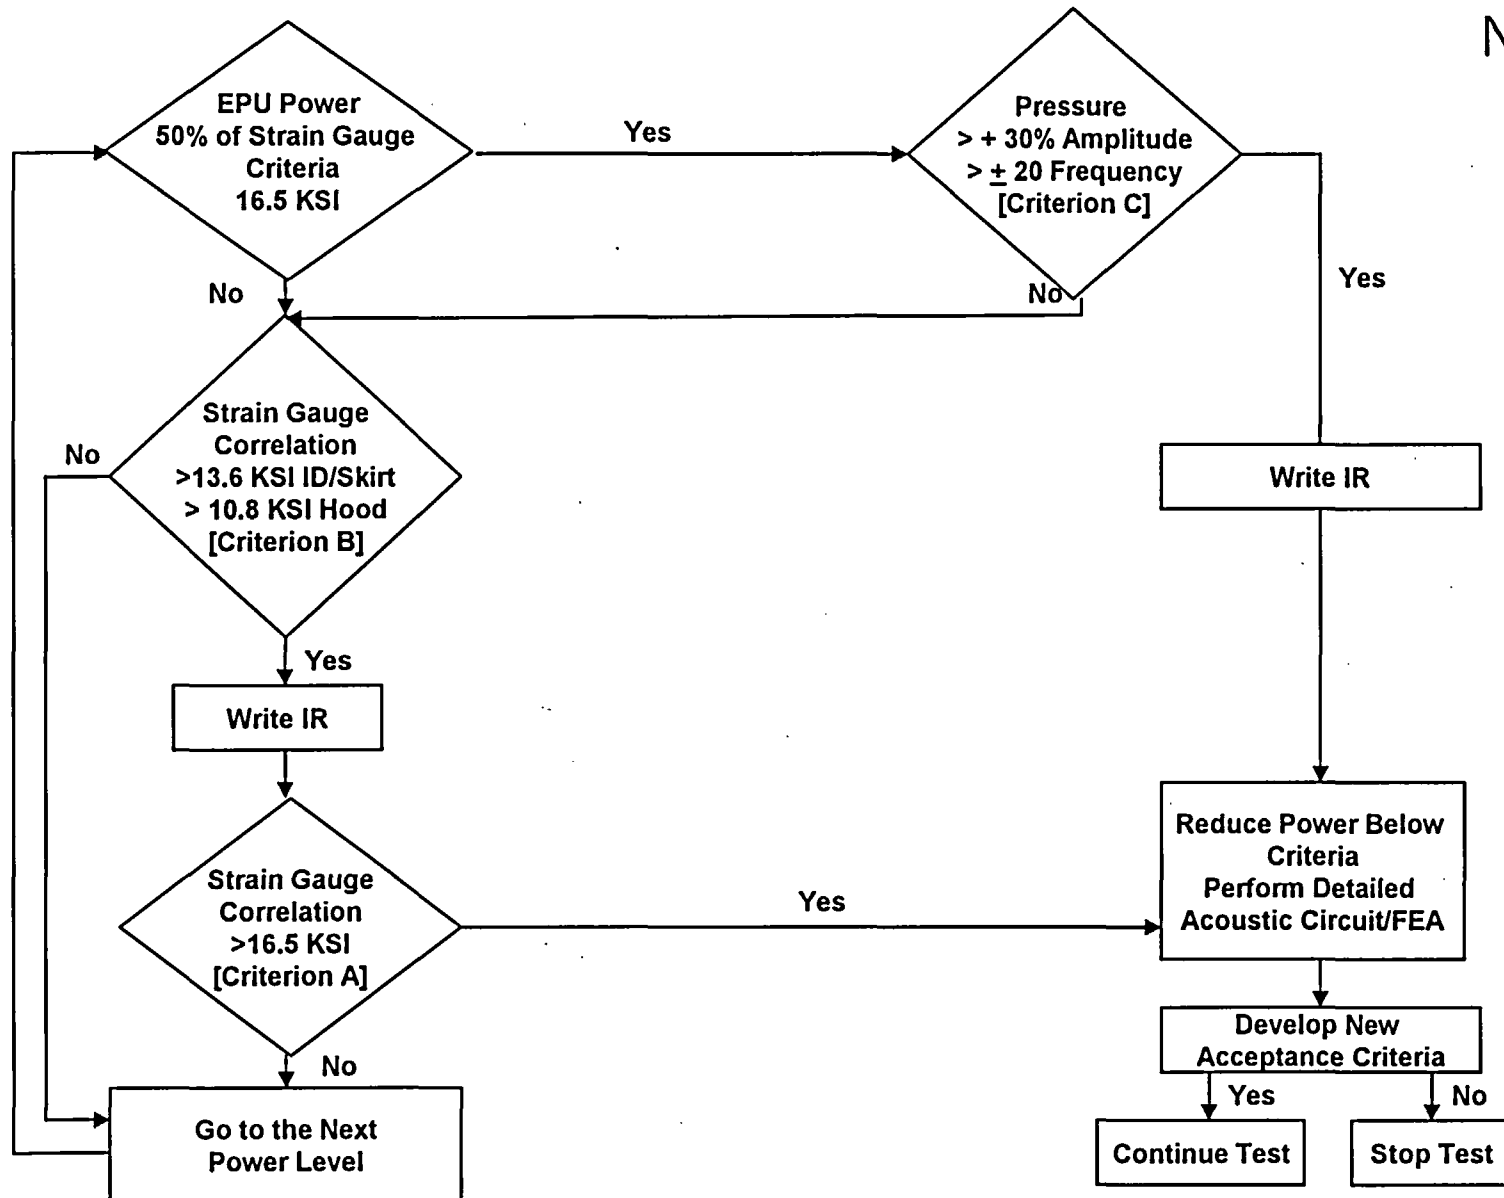 N
EPU Power
50% of Strain Gauge
Criteria
16.5 KSI
Yes
Pressure
> + 30% Amplitude
> ± 20 Frequency
[Criterion C]
Yes
No
No
Strain Gauge
Correlation
>13.6 KSI ID/Skirt
> 10.8 KSI Hood
[Criterion B]
No
Write IR
Yes
Write IR
Strain Gauge
Correlation
>16.5 KSI
[Criterion A]
Yes
Reduce Power Below
Criteria
Perform Detailed
Acoustic Circuit/FEA
No
Develop New
Acceptance Criteria
Yes
No
Go to the Next
Power Level
Continue Test
Stop Test